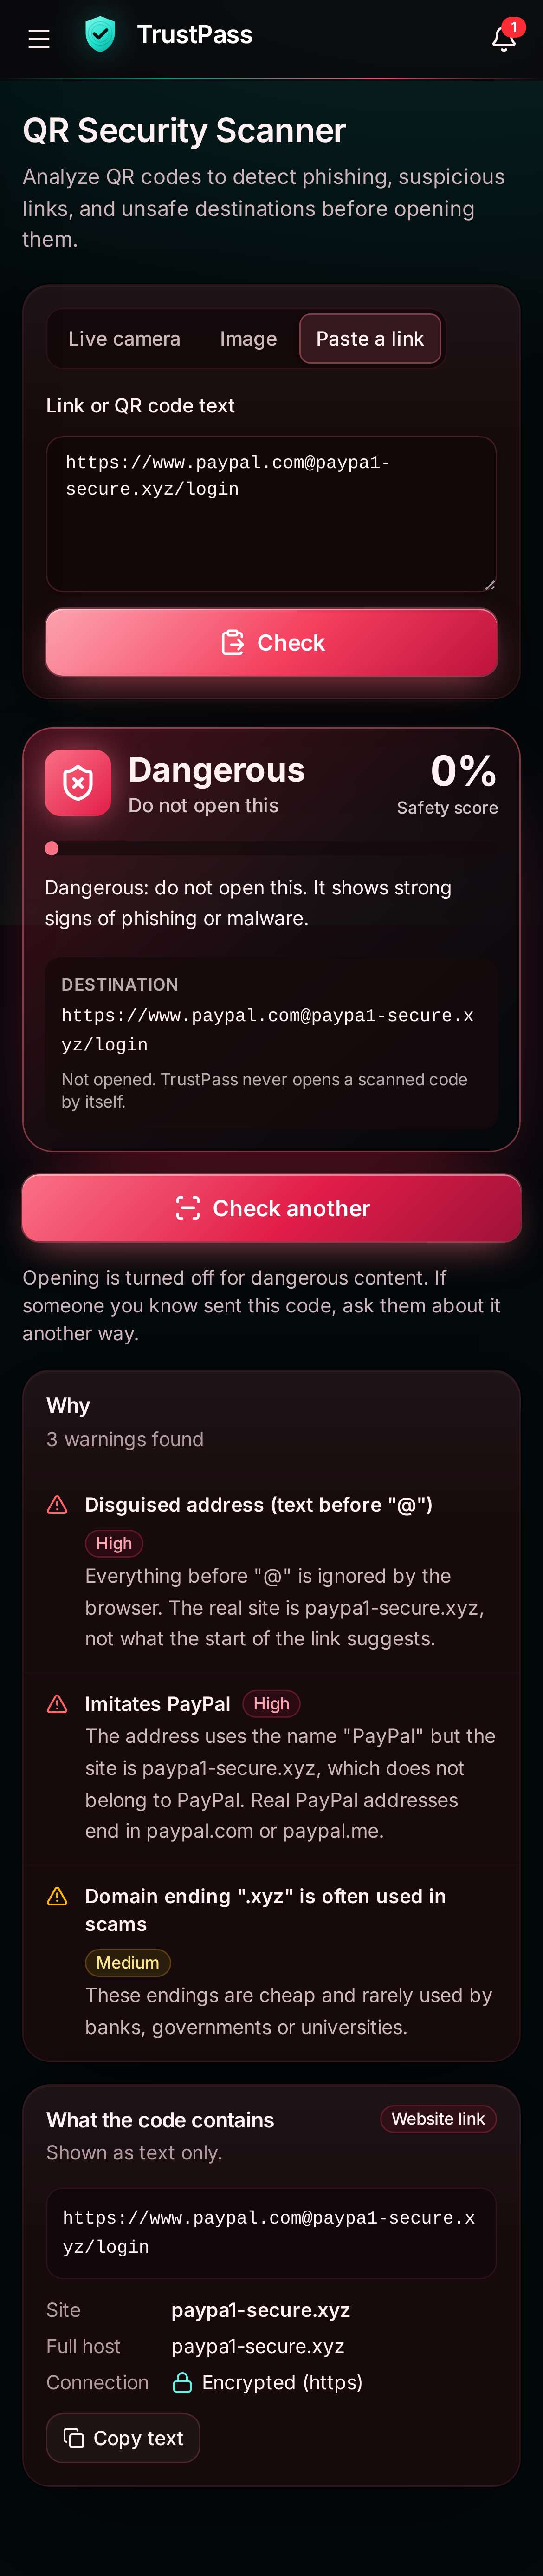 TrustPass
1
QR Security Scanner
Analyze QR codes to detect phishing, suspicious
links, and unsafe destinations before opening
them.
Live camera
Image
Paste a link
Link or QR code text
https://www.paypal.com@paypa1-
secure.xyz/login
Check
Dangerous
Do not open this
0%
Safety score
Dangerous: do not open this. It shows strong
signs of phishing or malware.
DESTINATION
https://www.paypal.com@paypa1-secure.x
yz/login
Not opened. TrustPass never opens a scanned code
by itself.
Check another
Opening is turned off for dangerous content. If
someone you know sent this code, ask them about it
another way.
Why
3 warnings found
Disguised address (text before "@")
High
Everything before "@" is ignored by the
browser. The real site is paypa1-secure.xyz,
not what the start of the link suggests.
Imitates PayPal High
The address uses the name "PayPal" but the
site is paypa1-secure.xyz, which does not
belong to PayPal. Real PayPal addresses
end in paypal.com or paypal.me.
Domain ending ".xyz" is often used in
scams
Medium
These endings are cheap and rarely used by
banks, governments or universities.
What the code contains
Website link
Shown as text only.
https://www.paypal.com@paypa1-secure.x
yz/login
Site paypa1-secure.xyz
Full host paypa1-secure.xyz
Connection Encrypted (https)
Copy text